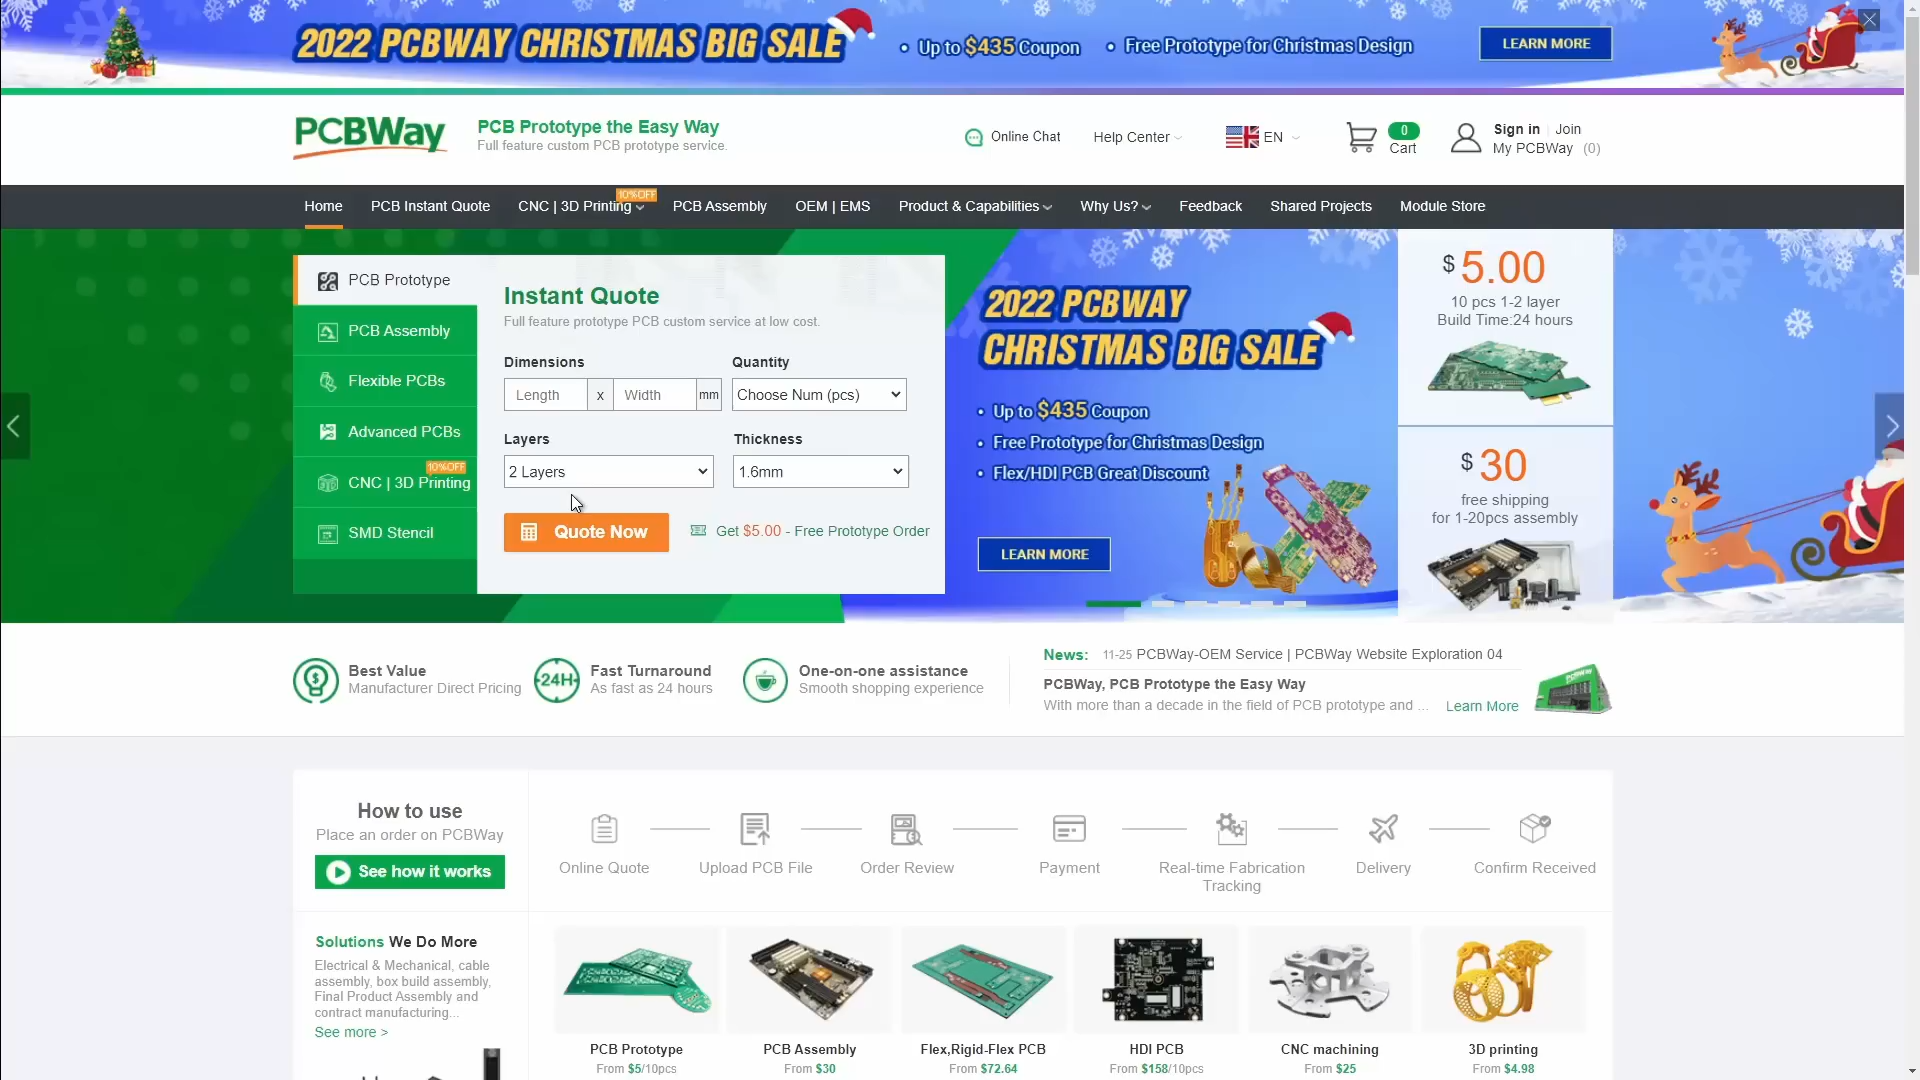 2022 PCBWAY CHRISTMAS BIG SALE
• Up to $435 Coupon
• Free Prototype for Christmas Design
LEARN MORE
PCBWay
PCB Prototype the Easy Way
Full feature custom PCB prototype service.
Online Chat
Help Center
EN
0
Cart
Sign in | Join
My PCBWay (0)
Home
PCB Instant Quote
CNC | 3D Printing
10%OFF
PCB Assembly
OEM | EMS
Product & Capabilities
Why Us?
Feedback
Shared Projects
Module Store
PCB Prototype
PCB Assembly
Flexible PCBs
Advanced PCBs
10%OFF
CNC | 3D Printing
SMD Stencil
Instant Quote
Full feature prototype PCB custom service at low cost.
Dimensions
Quantity
Length x Width mm
Choose Num (pcs)
Layers
Thickness
2 Layers
1.6mm
Quote Now
Get $5.00 - Free Prototype Order
2022 PCBWAY
CHRISTMAS BIG SALE
• Up to $435 Coupon
• Free Prototype for Christmas Design
• Flex/HDI PCB Great Discount
LEARN MORE
$5.00
10 pcs 1-2 layer
Build Time:24 hours
$30
free shipping
for 1-20pcs assembly
Best Value
Manufacturer Direct Pricing
24H
Fast Turnaround
As fast as 24 hours
One-on-one assistance
Smooth shopping experience
News: 11-25 PCBWay-OEM Service | PCBWay Website Exploration 04
PCBWay, PCB Prototype the Easy Way
With more than a decade in the field of PCB prototype and ... Learn More
How to use
Place an order on PCBWay
See how it works
Online Quote
Upload PCB File
Order Review
Payment
Real-time Fabrication
Tracking
Delivery
Confirm Received
Solutions We Do More
Electrical & Mechanical, cable
assembly, box build assembly,
Final Product Assembly and
contract manufacturing...
See more >
PCB Prototype
From $5/10pcs
PCB Assembly
From $30
Flex,Rigid-Flex PCB
From $72.64
HDI PCB
From $158/10pcs
CNC machining
From $25
3D printing
From $4.98